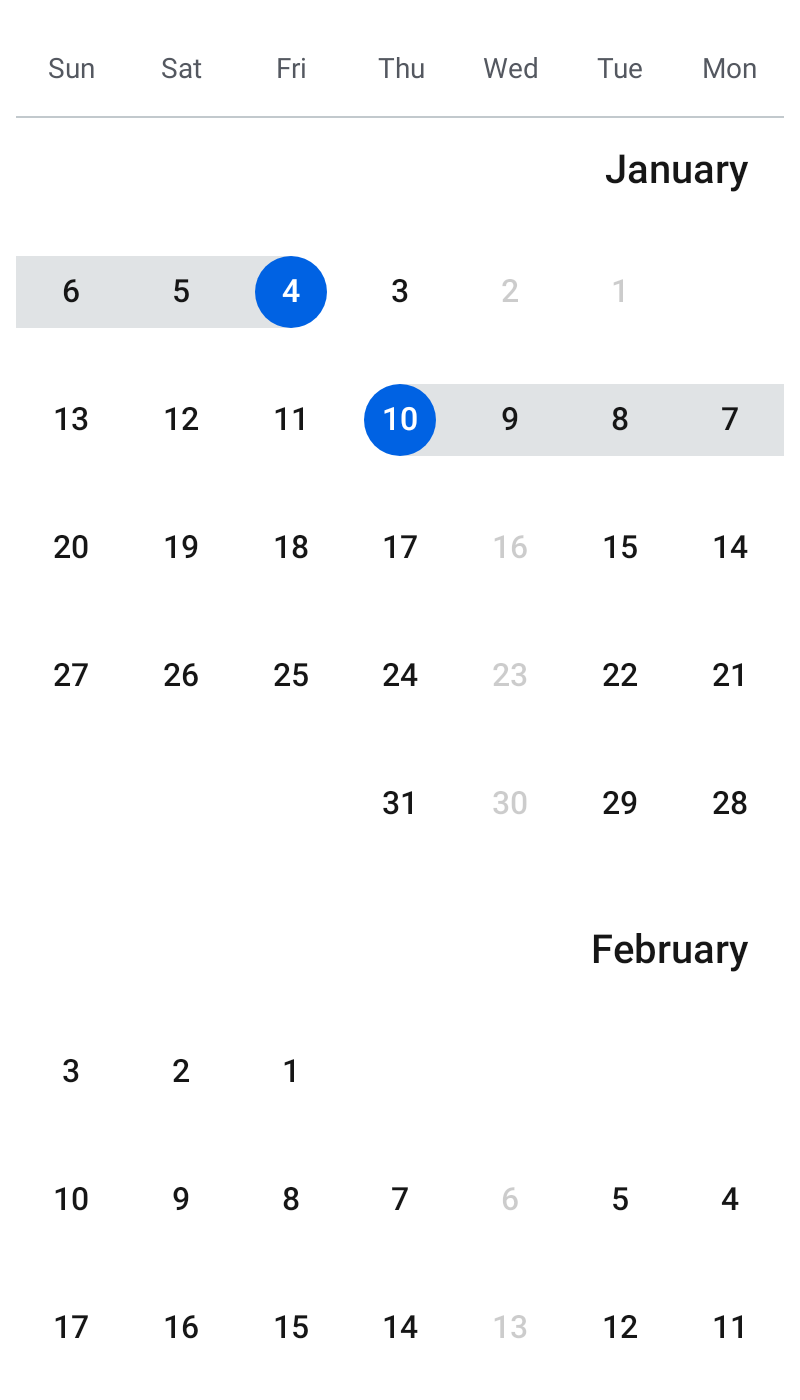 Sun Sat Fri Thu Wed Tue Mon
January
6 5 4 3 2 1
13 12 11 10 9 8 7
20 19 18 17 16 15 14
27 26 25 24 23 22 21
31 30 29 28
February
3 2 1
10 9 8 7 6 5 4
17 16 15 14 13 12 11